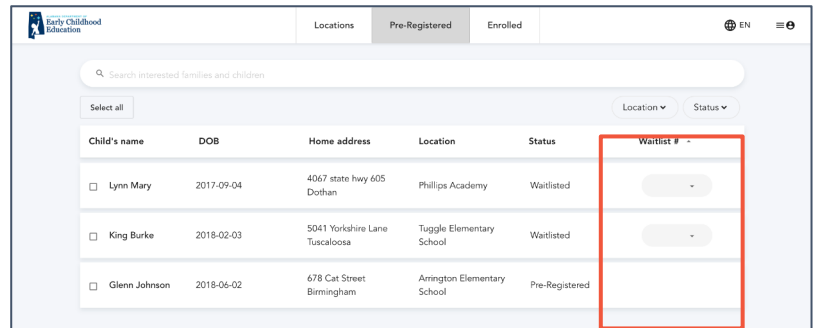 Early Childhood
Education
Locations
Pre-Registered
Enrolled
EN
Search interested families and children
Select all
Location
Status
Child's name DOB Home address Location Status Waitlist #
Lynn Mary 2017-09-04 4067 state hwy 605 Phillips Academy Waitlisted
Dothan
King Burke 2018-02-03 5041 Yorkshire Lane Tuggle Elementary Waitlisted
Tuscaloosa School
Glenn Johnson 2018-06-02 678 Cat Street Arrington Elementary Pre-Registered
Birmingham School